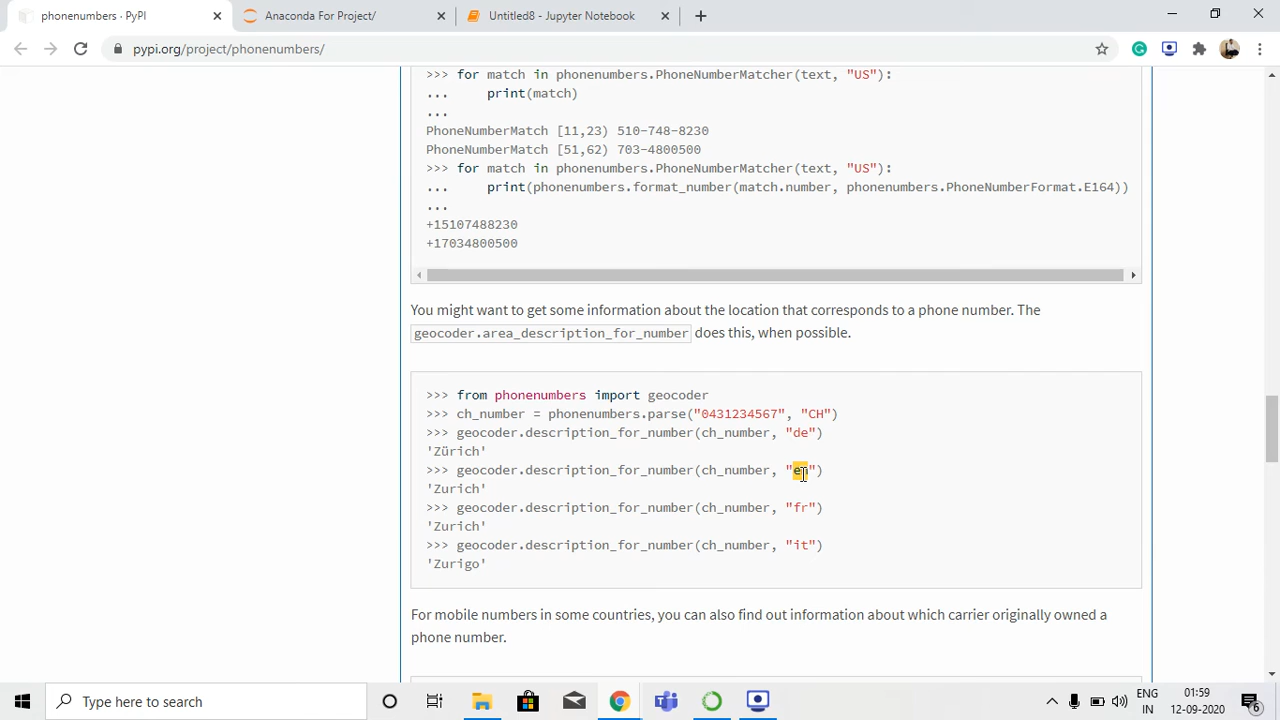 phonenumbers · PyPI
Anaconda For Project/
Untitled8 - Jupyter Notebook
pypi.org/project/phonenumbers/
>>> for match in phonenumbers.PhoneNumberMatcher(text, "US"):
... print(match)
...
PhoneNumberMatch [11,23) 510-748-8230
PhoneNumberMatch [51,62) 703-4800500
>>> for match in phonenumbers.PhoneNumberMatcher(text, "US"):
... print(phonenumbers.format_number(match.number, phonenumbers.PhoneNumberFormat.E164))
...
+15107488230
+17034800500
You might want to get some information about the location that corresponds to a phone number. The
geocoder.area_description_for_number does this, when possible.
>>> from phonenumbers import geocoder
>>> ch_number = phonenumbers.parse("0431234567", "CH")
>>> geocoder.description_for_number(ch_number, "de")
'Zürich'
>>> geocoder.description_for_number(ch_number, "en")
'Zurich'
>>> geocoder.description_for_number(ch_number, "fr")
'Zurich'
>>> geocoder.description_for_number(ch_number, "it")
'Zurigo'
For mobile numbers in some countries, you can also find out information about which carrier originally owned a
phone number.
Type here to search
ENG
IN
01:59
12-09-2020
6